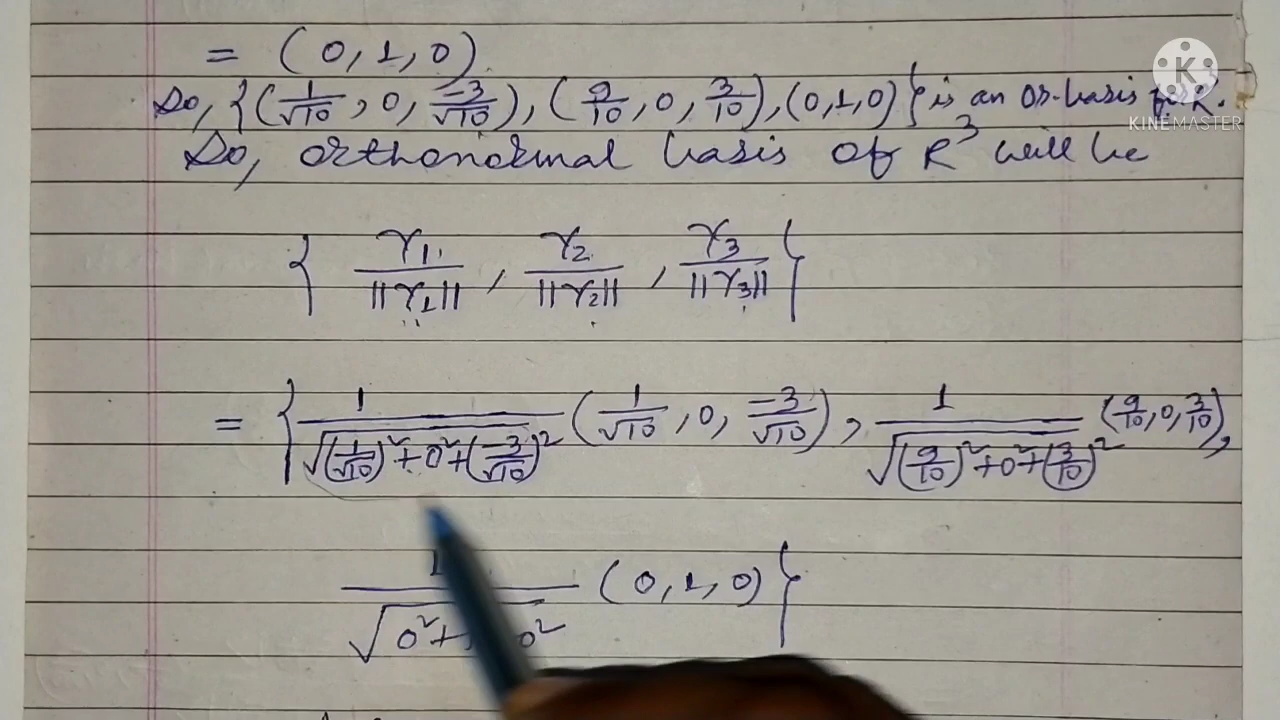 = (0, 1, 0)
So, {(1/√10, 0, -3/√10), (9/10, 0, 3/10), (0,1,0)} is an Or. basis for R³.
KINEMASTER
So, orthonormal basis of R³ will be
{ γ₁/||γ₁||, γ₂/||γ₂||, γ₃/||γ₃|| }
= { 1/√((1/√10)²+0²+(-3/√10)²) (1/√10, 0, -3/√10), 1/√((9/10)²+0²+(3/10)²) (9/10, 0, 3/10),
1/√(0²+ 0²) (0, 1, 0) }